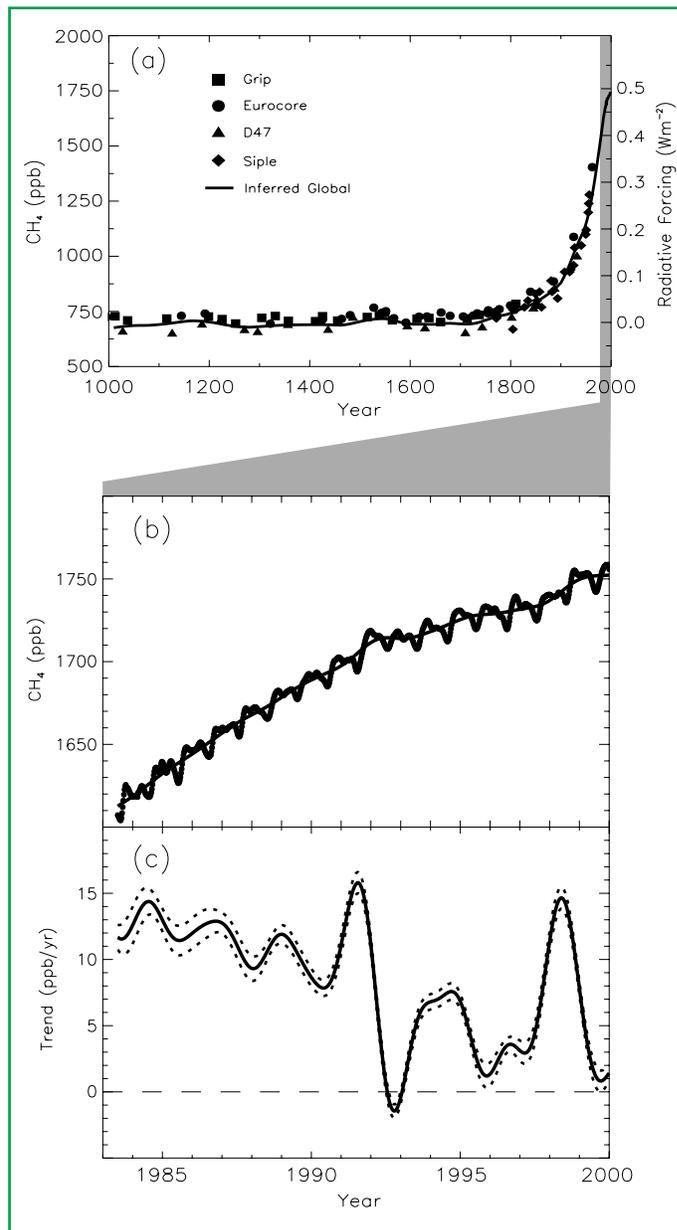 (a)
Grip
Eurocore
D47
Siple
Inferred Global
2000
1750
1500
1250
1000
750
500
CH₄ (ppb)
0.5
0.4
0.3
0.2
0.1
0.0
Radiative Forcing (Wm⁻²)
1000 1200 1400 1600 1800 2000
Year
(b)
1750
1700
1650
CH₄ (ppb)
(c)
15
10
5
0
Trend (ppb/yr)
1985 1990 1995 2000
Year